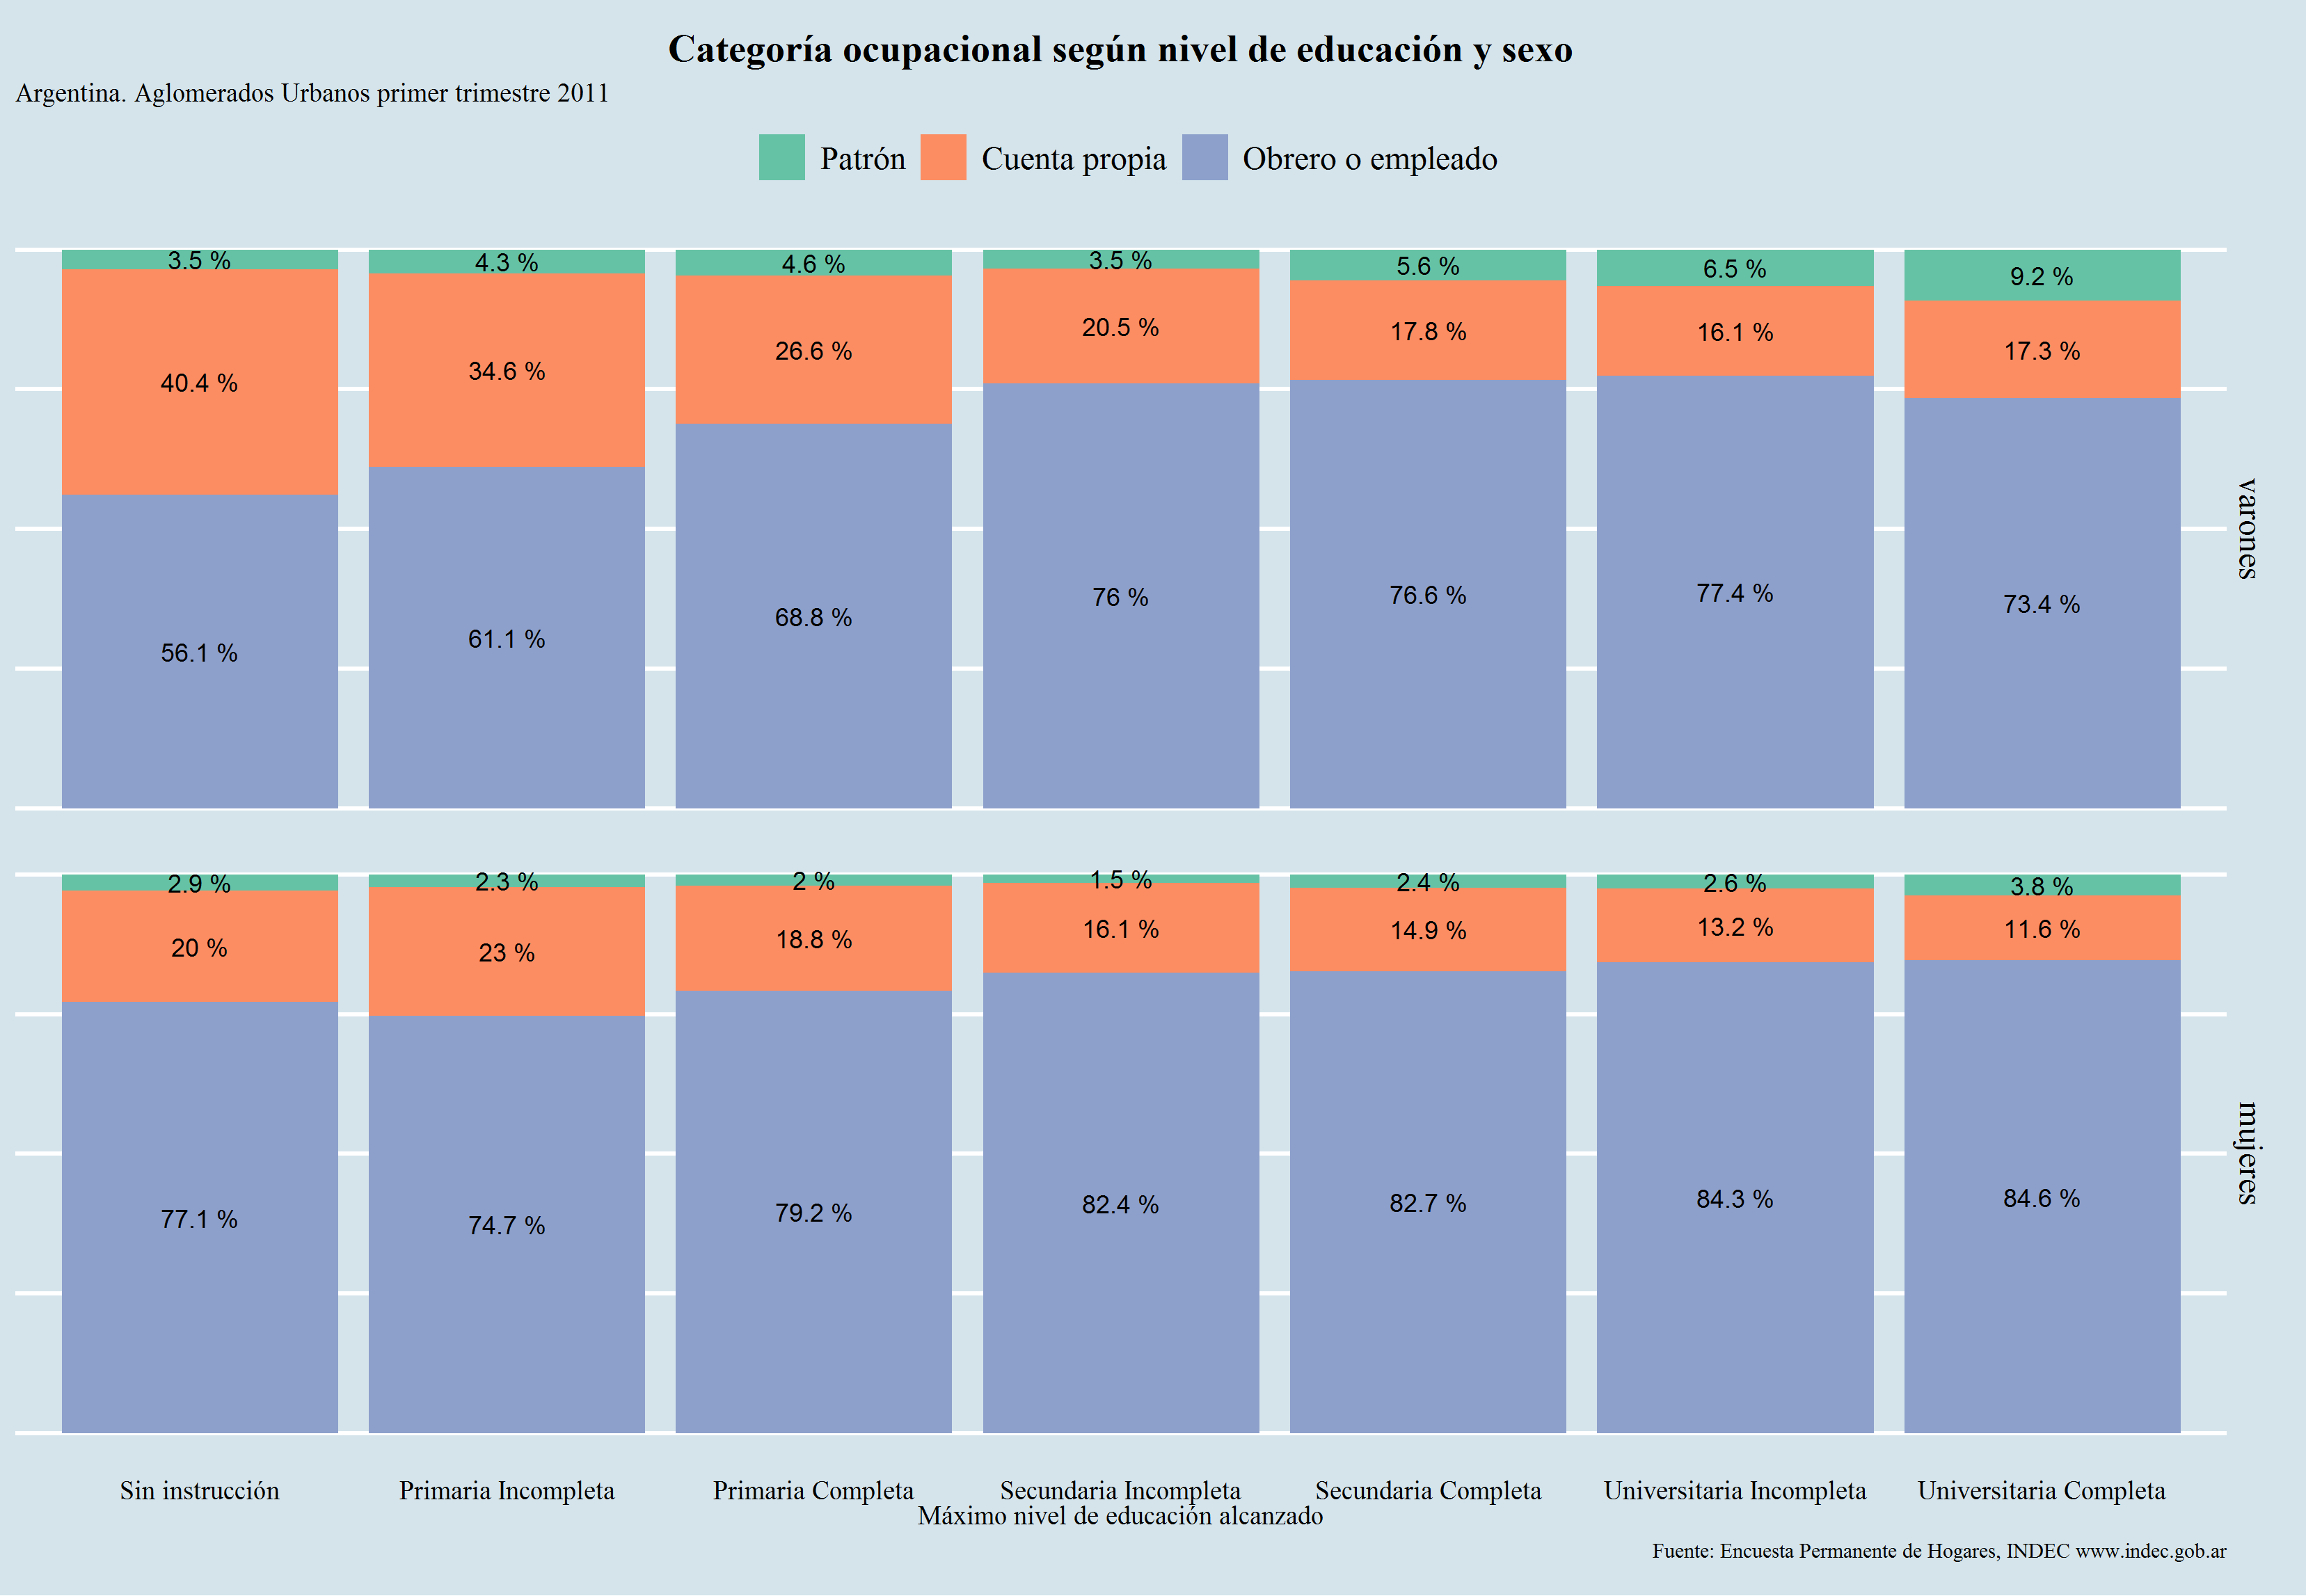 Categoría ocupacional según nivel de educación y sexo
Argentina. Aglomerados Urbanos primer trimestre 2011
Patrón Cuenta propia Obrero o empleado
3.5 % 4.3 % 4.6 % 3.5 % 5.6 % 6.5 % 9.2 %
40.4 % 34.6 % 26.6 % 20.5 % 17.8 % 16.1 % 17.3 %
56.1 % 61.1 % 68.8 % 76 % 76.6 % 77.4 % 73.4 %
varones
2.9 % 2.3 % 2 % 1.5 % 2.4 % 2.6 % 3.8 %
20 % 23 % 18.8 % 16.1 % 14.9 % 13.2 % 11.6 %
77.1 % 74.7 % 79.2 % 82.4 % 82.7 % 84.3 % 84.6 %
mujeres
Sin instrucción Primaria Incompleta Primaria Completa Secundaria Incompleta Secundaria Completa Universitaria Incompleta Universitaria Completa
Máximo nivel de educación alcanzado
Fuente: Encuesta Permanente de Hogares, INDEC www.indec.gob.ar